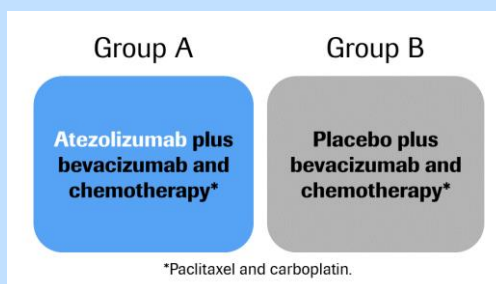 Group A
Group B
Atezolizumab plus
bevacizumab and
chemotherapy*
Placebo plus
bevacizumab and
chemotherapy*
*Paclitaxel and carboplatin.